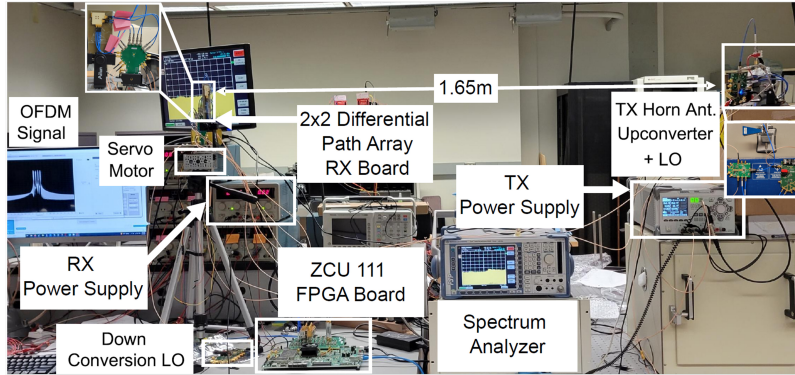 1.65m
OFDM
Signal
2x2 Differential
Path Array
RX Board
TX Horn Ant.
Upconverter
+ LO
Servo
Motor
TX
Power Supply
RX
Power Supply
ZCU 111
FPGA Board
Spectrum
Analyzer
Down
Conversion LO